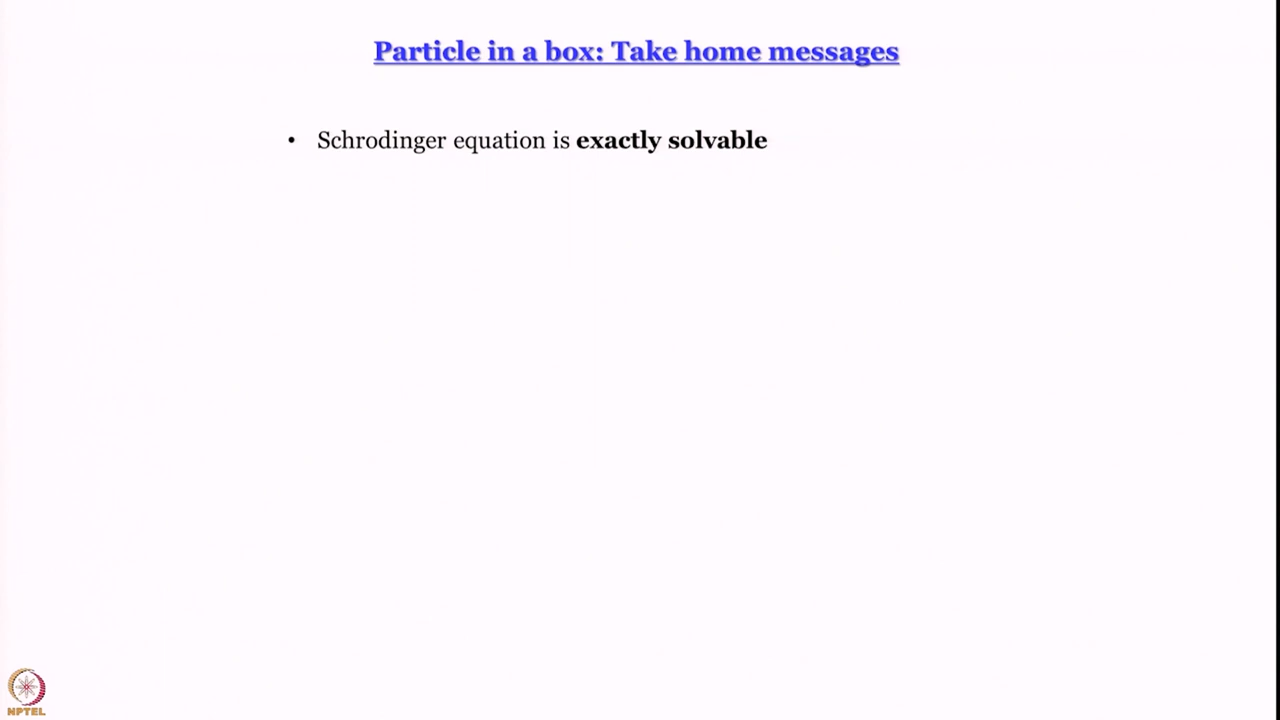 Particle in a box: Take home messages
• Schrodinger equation is exactly solvable
NPTEL